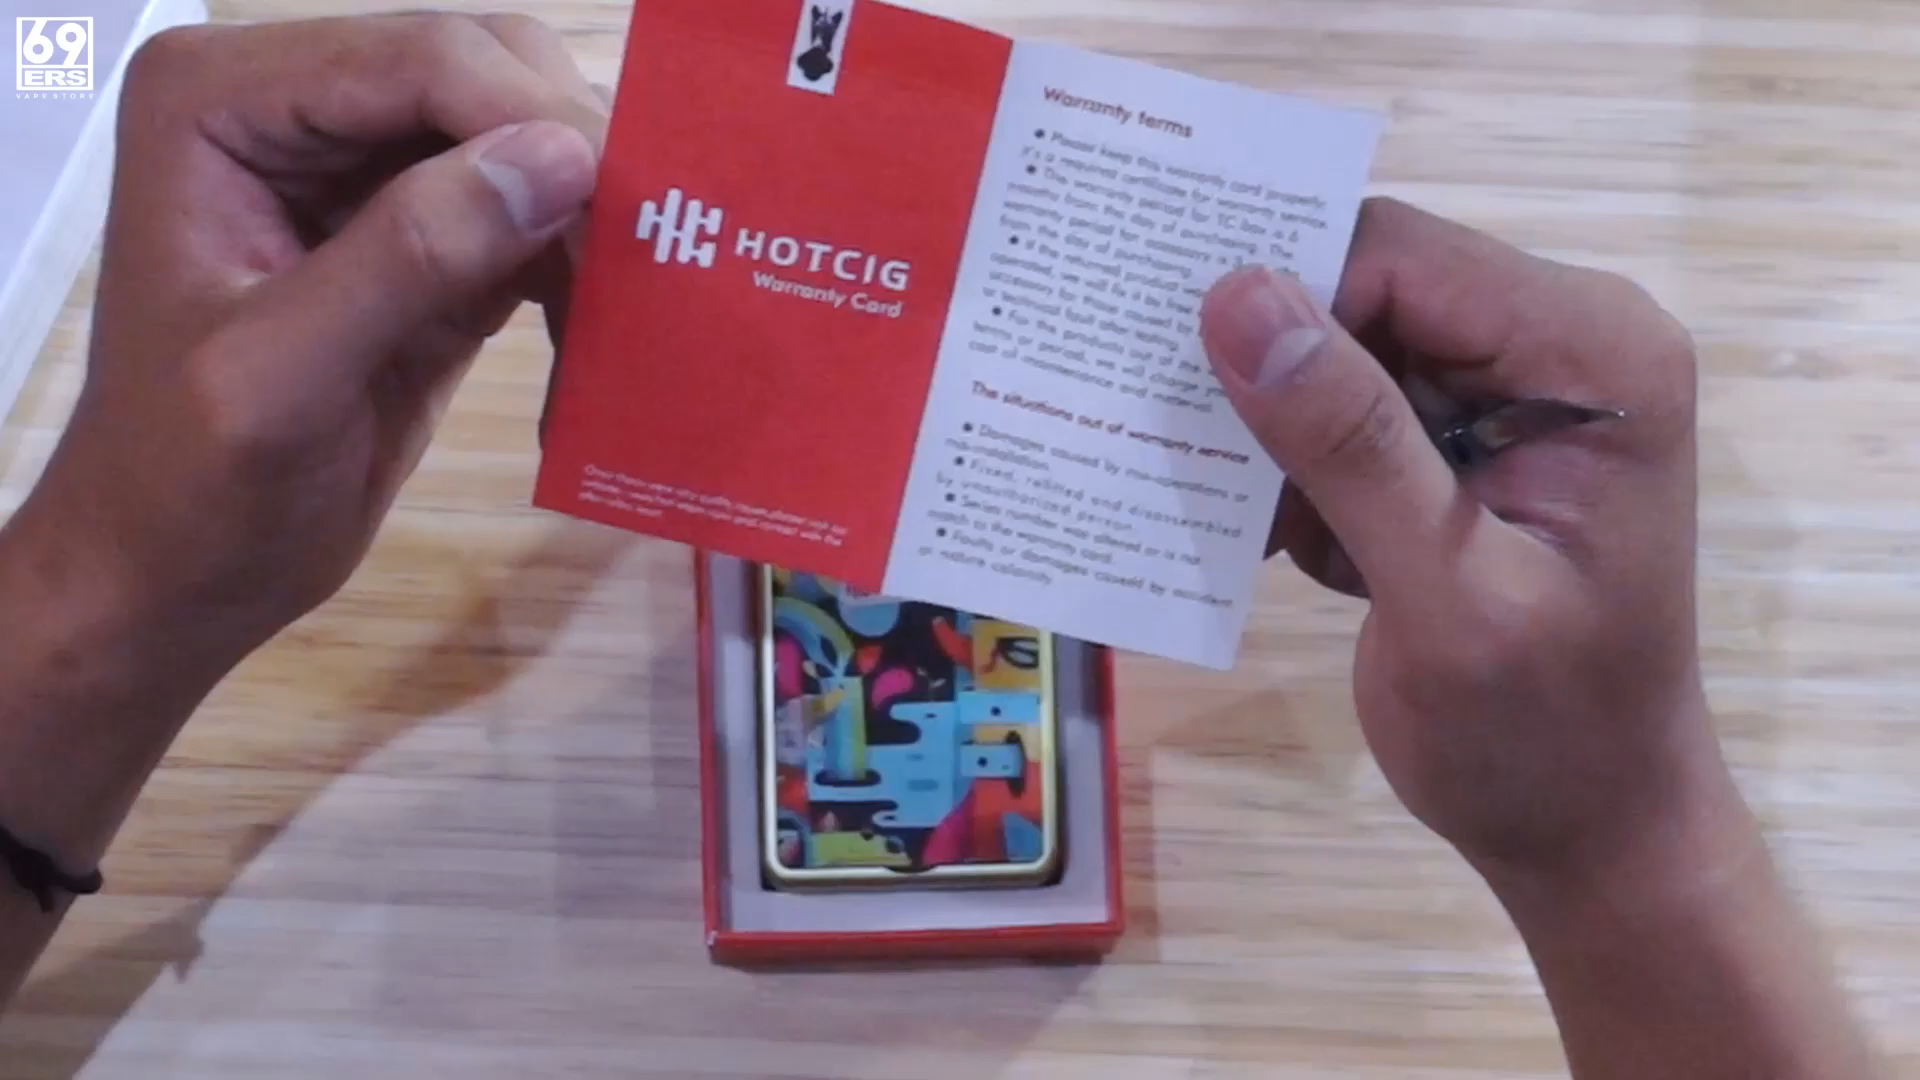 69
ERS
VAPE STORE
HOTCIG
Warranty Card
Warranty terms
● Please keep this warranty card properly.
It's a required certificate for warranty service.
● The warranty period for TC box is 6
months from the day of purchasing. The
warranty period for accessory is 3
from the day of purchasing.
● If the returned product was
operated, we will fix it be free
accessory for those caused by
or technical fault after testing.
● For the products out of the
terms or period, we will charge you
cost of maintenance and material.
The situations out of warranty service
● Damages caused by mis-operations or
mis-installation.
● Fixed, refitted and disassembled
by unauthorized person.
● Series number was altered or is not
match to the warranty card.
● Faults or damages caused by accident
or nature calamity.